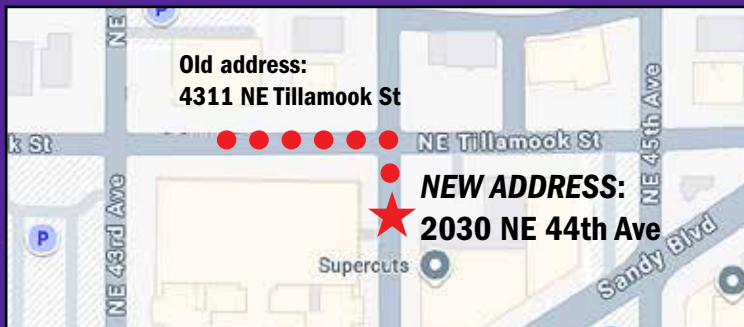 NE
P
Old address:
4311 NE Tillamook St
k St
NE Tillamook St
NE 45th Ave
NEW ADDRESS:
2030 NE 44th Ave
NE 43rd Ave
P
Supercuts
Sandy Blvd